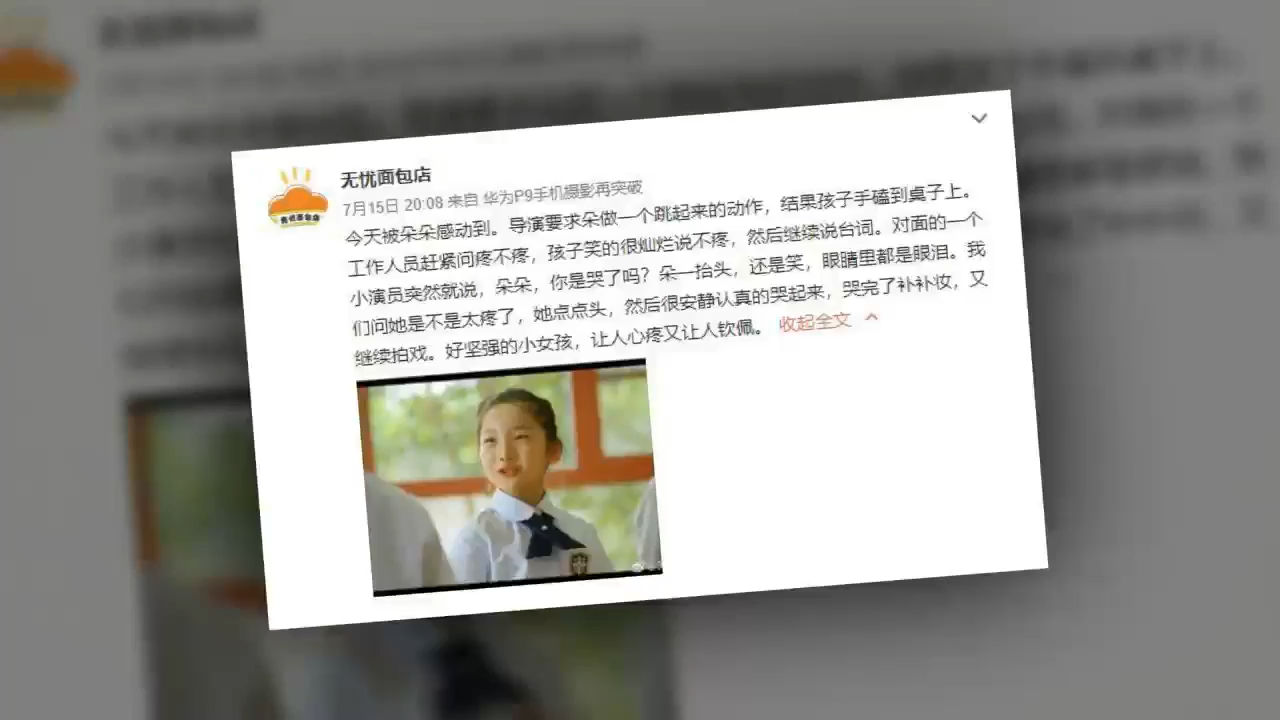 无忧面包店
7月15日 20:08 来自 华为P9手机摄影再突破
今天被朵朵感动到。导演要求朵做一个跳起来的动作，结果孩子手磕到桌子上。
工作人员赶紧问疼不疼，孩子笑的很灿烂说不疼，然后继续说台词。对面的一个
小演员突然就说，朵朵，你是哭了吗？朵一抬头，还是笑，眼睛里都是眼泪。我
们问她是不是太疼了，她点点头，然后很安静认真的哭起来，哭完了补补妆，又
继续拍戏。好坚强的小女孩，让人心疼又让人钦佩。 收起全文
无忧面包店